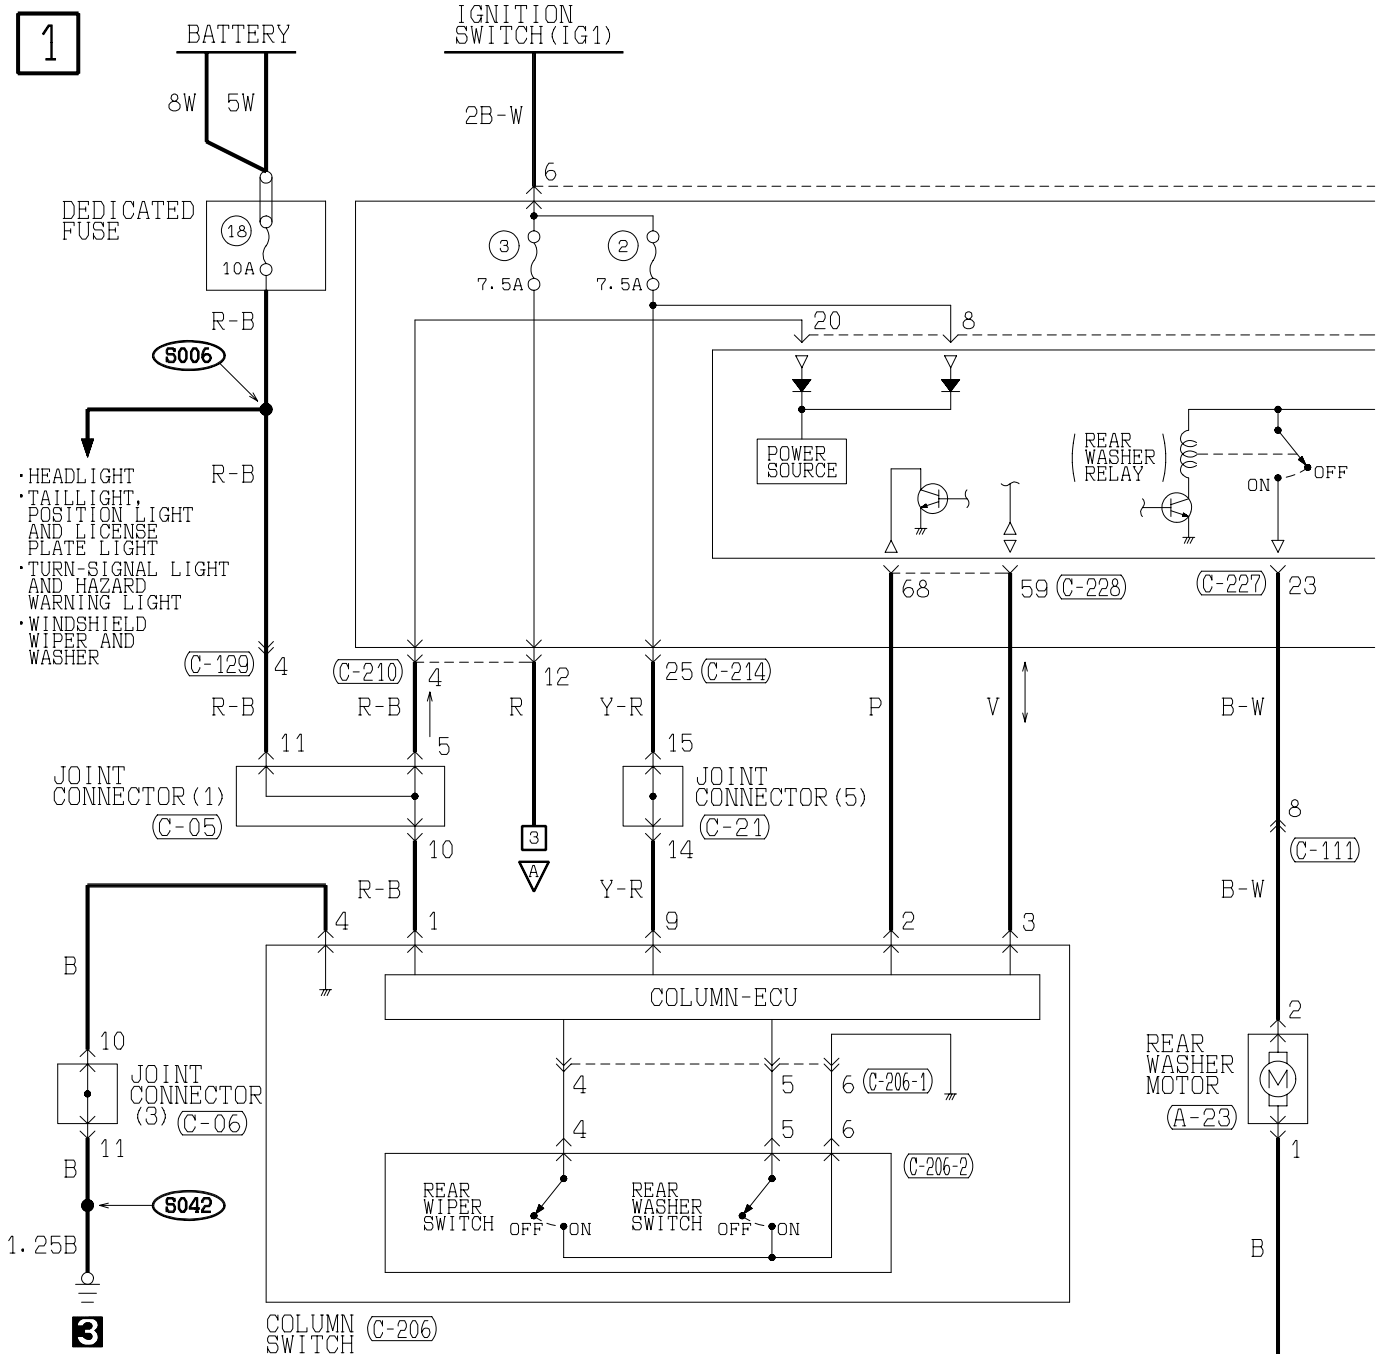 1
BATTERY
IGNITION
SWITCH(IG1)
8W
5W
2B-W
6
DEDICATED
FUSE
18
10A
3
7.5A
2
7.5A
R-B
S006
20
8
R-B
POWER
SOURCE
REAR
WASHER
RELAY
ON
OFF
·HEADLIGHT
·TAILLIGHT,
POSITION LIGHT
AND LICENSE
PLATE LIGHT
·TURN-SIGNAL LIGHT
AND HAZARD
WARNING LIGHT
·WINDSHIELD
WIPER AND
WASHER
68
59
C-228
C-227
23
C-129
4
C-210
4
12
25
C-214
R-B
R-B
R
Y-R
P
V
B-W
11
5
15
JOINT
CONNECTOR(1)
C-05
JOINT
CONNECTOR(5)
C-21
3
A
10
14
8
C-111
R-B
Y-R
B-W
4
1
9
2
3
B
COLUMN-ECU
2
10
JOINT
CONNECTOR
(3)
C-06
11
4
5
6
C-206-1
REAR
WASHER
MOTOR
M
A-23
1
4
5
6
C-206-2
B
S042
REAR
WIPER
SWITCH
OFF
ON
REAR
WASHER
SWITCH
OFF
ON
1.25B
B
3
COLUMN
SWITCH
C-206